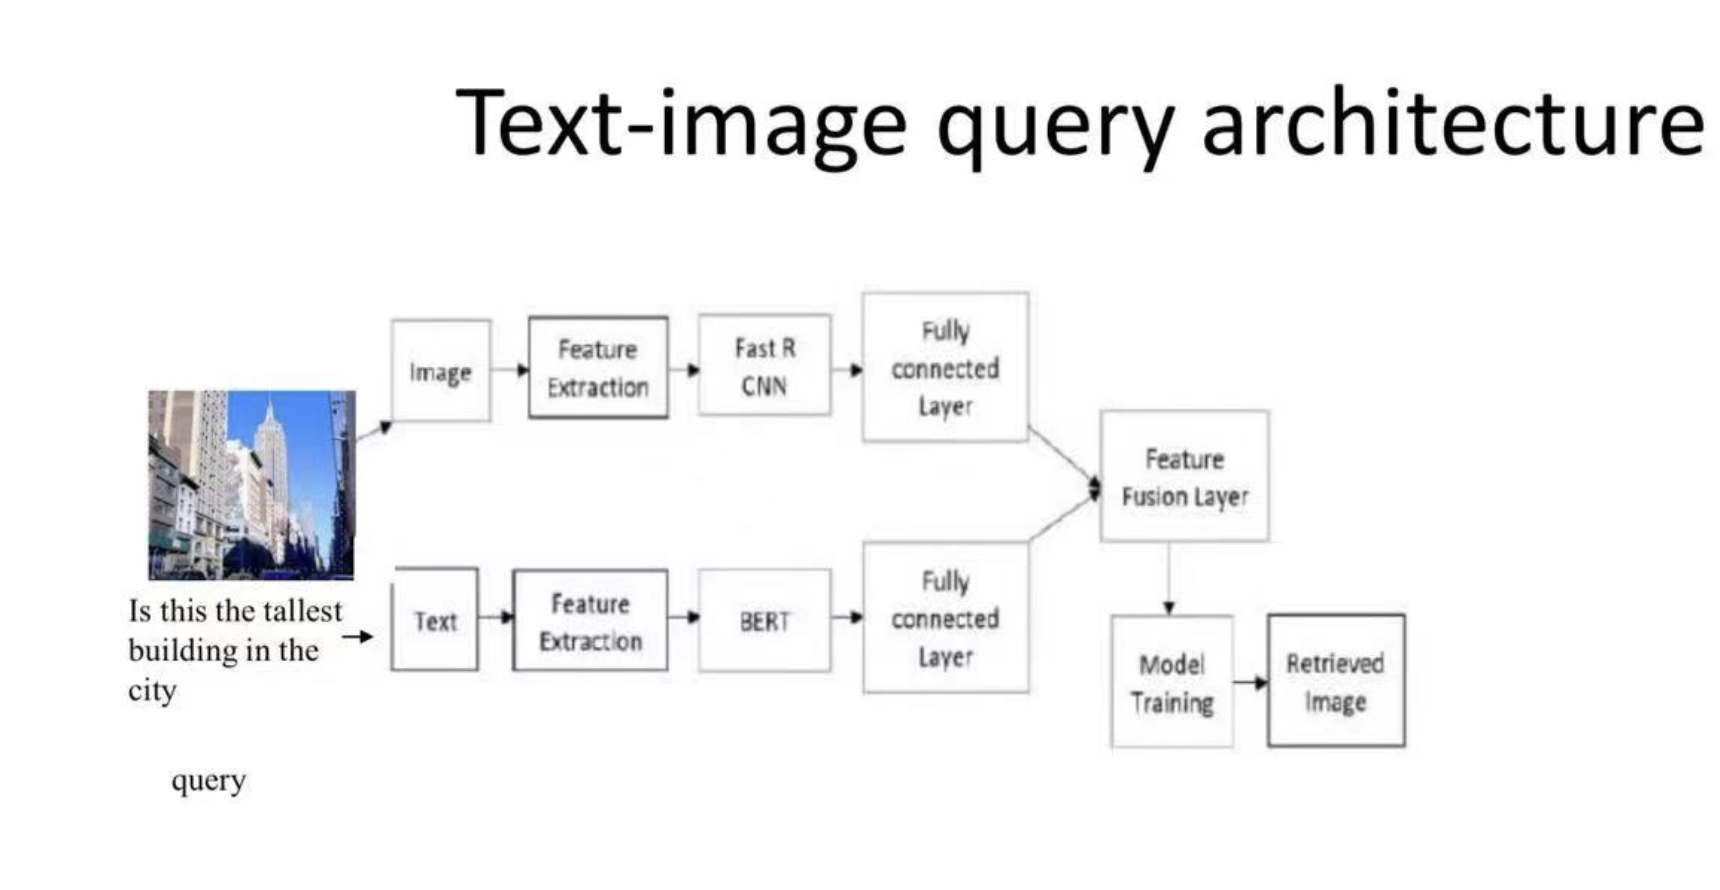 Text-image query architecture
Image
Feature
Extraction
Fast R
CNN
Fully
connected
Layer
Feature
Fusion Layer
Is this the tallest
building in the
city
Text
Feature
Extraction
BERT
Fully
connected
Layer
Model
Training
Retrieved
Image
query